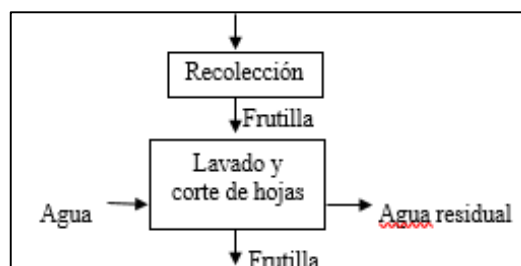 Recolección
Frutilla
Lavado y
corte de hojas
Agua
Agua residual
Frutilla